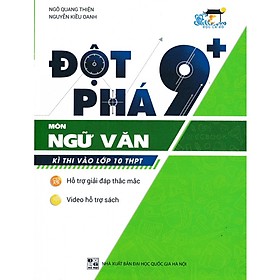 NGÔ QUANG THIỆN
NGUYỄN KIỀU OANH
ĐỘT
PHÁ 9+
MÔN
NGỮ VĂN
KÌ THI VÀO LỚP 10 THPT
Hỗ trợ giải đáp thắc mắc
Video hỗ trợ sách
NHÀ XUẤT BẢN ĐẠI HỌC QUỐC GIA HÀ NỘI